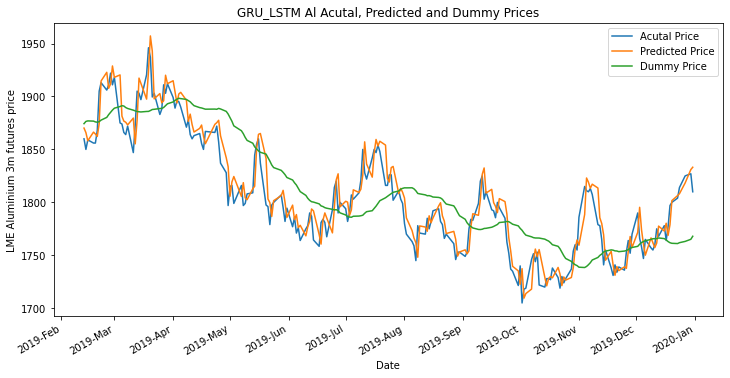 GRU_LSTM Al Acutal, Predicted and Dummy Prices
Acutal Price
Predicted Price
Dummy Price
LME Aluminium 3m futures price
1950
1900
1850
1800
1750
1700
2019-Feb
2019-Mar
2019-Apr
2019-May
2019-Jun
2019-Jul
2019-Aug
2019-Sep
2019-Oct
2019-Nov
2019-Dec
2020-Jan
Date